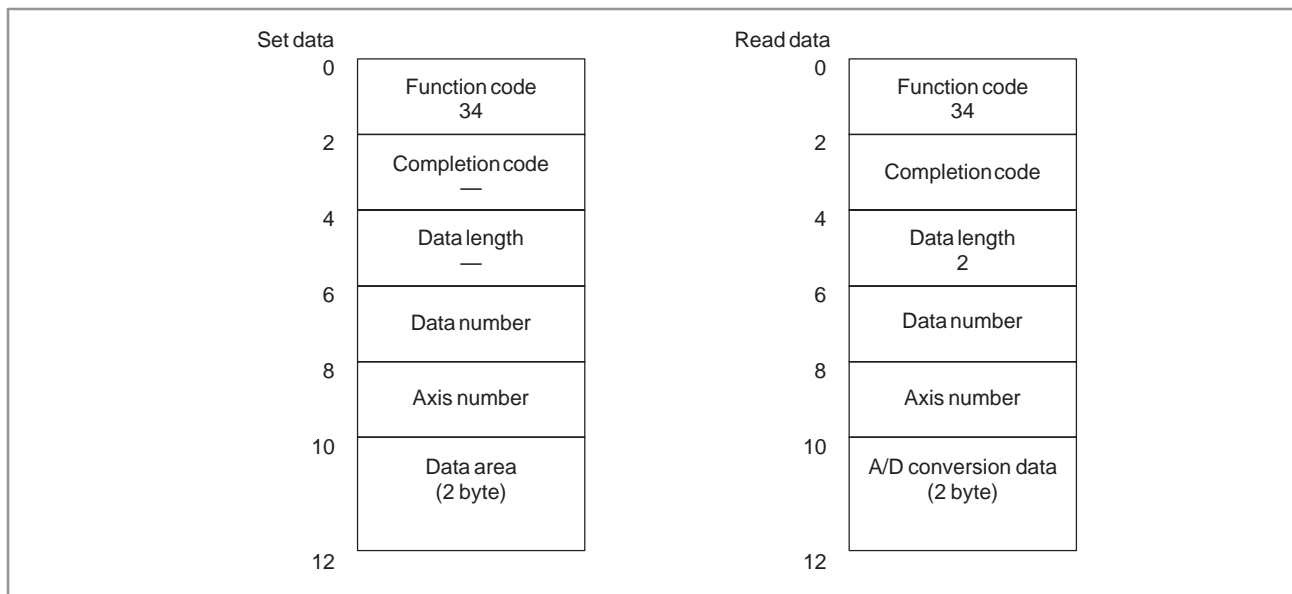 Set data
0
Function code
34
2
Completion code
—
4
Data length
—
6
Data number
8
Axis number
10
Data area
(2 byte)
12
Read data
0
Function code
34
2
Completion code
4
Data length
2
6
Data number
8
Axis number
10
A/D conversion data
(2 byte)
12